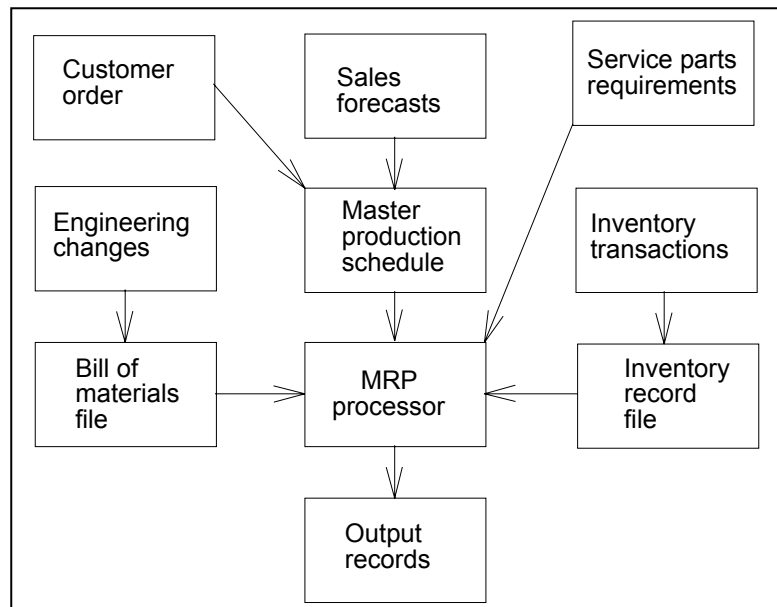 Customer
order
Sales
forecasts
Service parts
requirements
Engineering
changes
Master
production
schedule
Inventory
transactions
Bill of
materials
file
MRP
processor
Inventory
record
file
Output
records